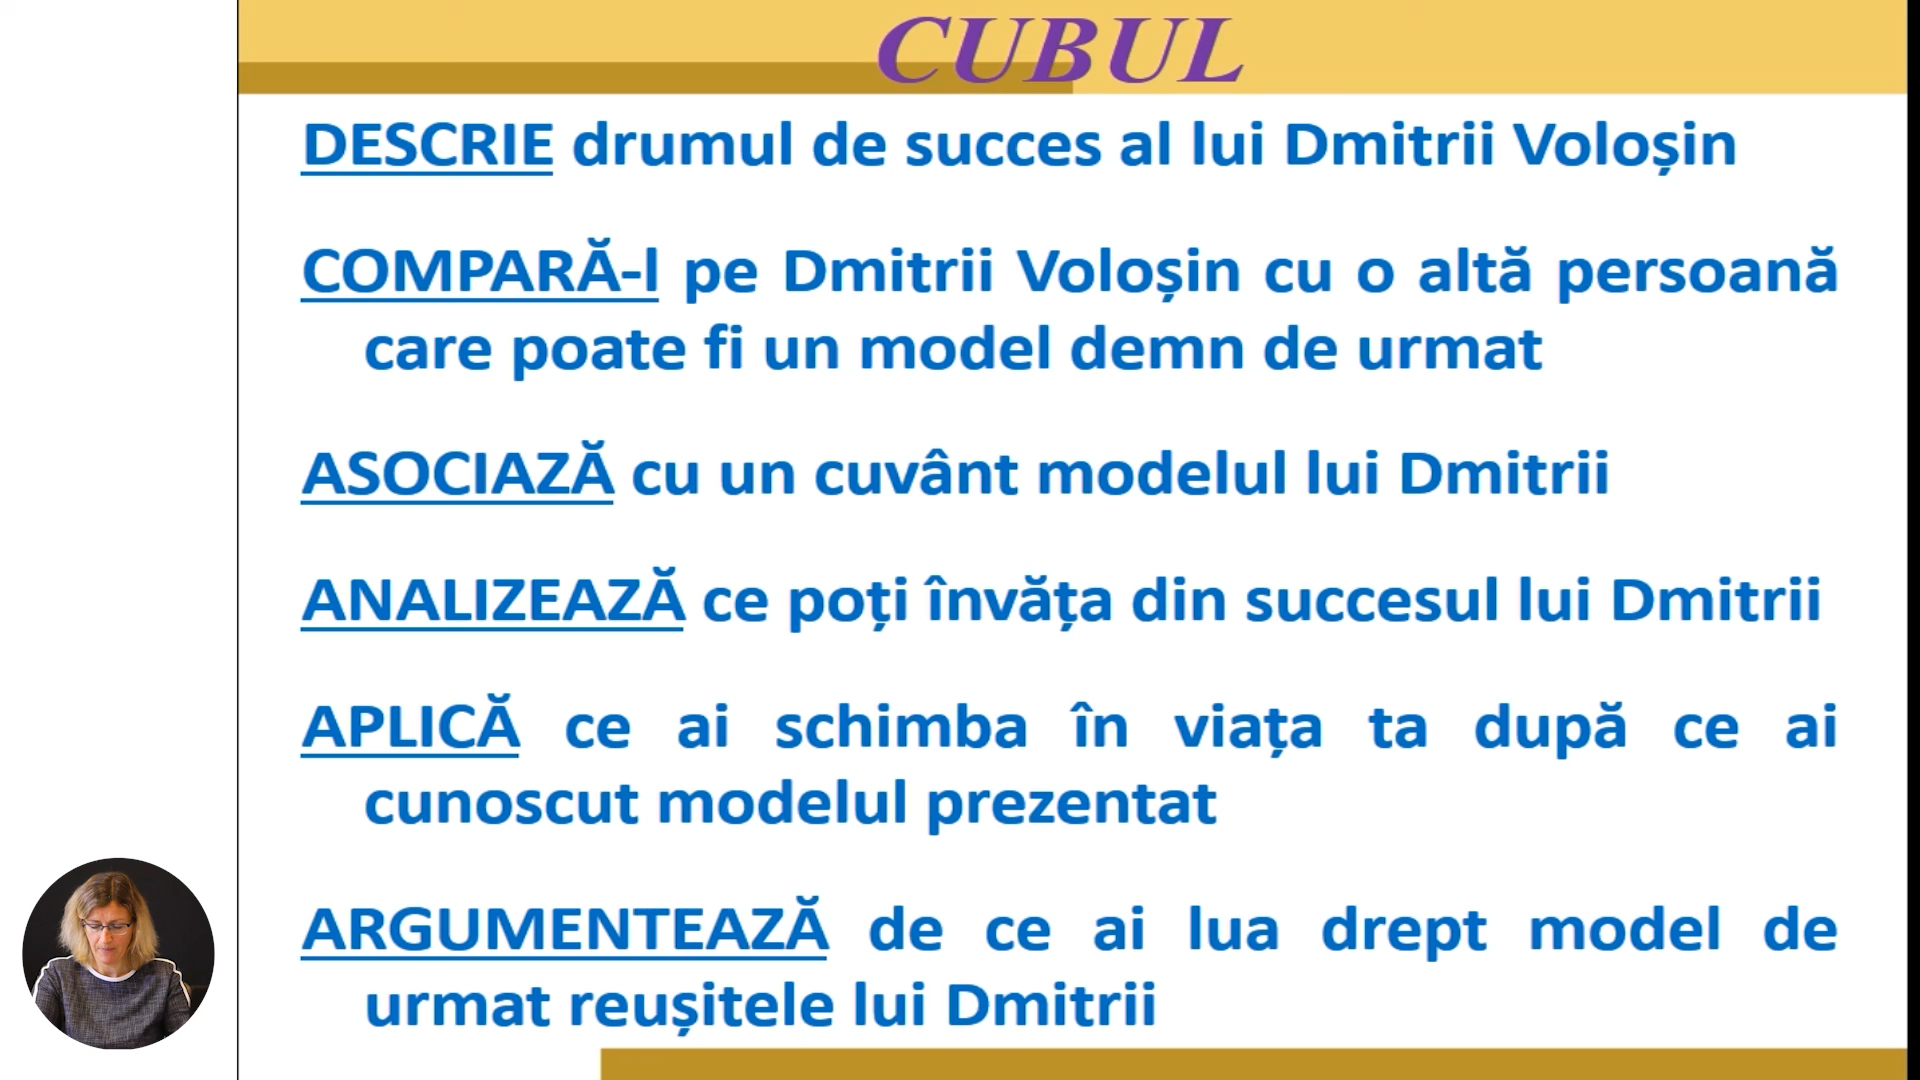 CUBUL
DESCRIE drumul de succes al lui Dmitrii Voloșin
COMPARĂ-l pe Dmitrii Voloșin cu o altă persoană
care poate fi un model demn de urmat
ASOCIAZĂ cu un cuvânt modelul lui Dmitrii
ANALIZEAZĂ ce poți învăța din succesul lui Dmitrii
APLICĂ ce ai schimba în viața ta după ce ai
cunoscut modelul prezentat
ARGUMENTEAZĂ de ce ai lua drept model de
urmat reușitele lui Dmitrii